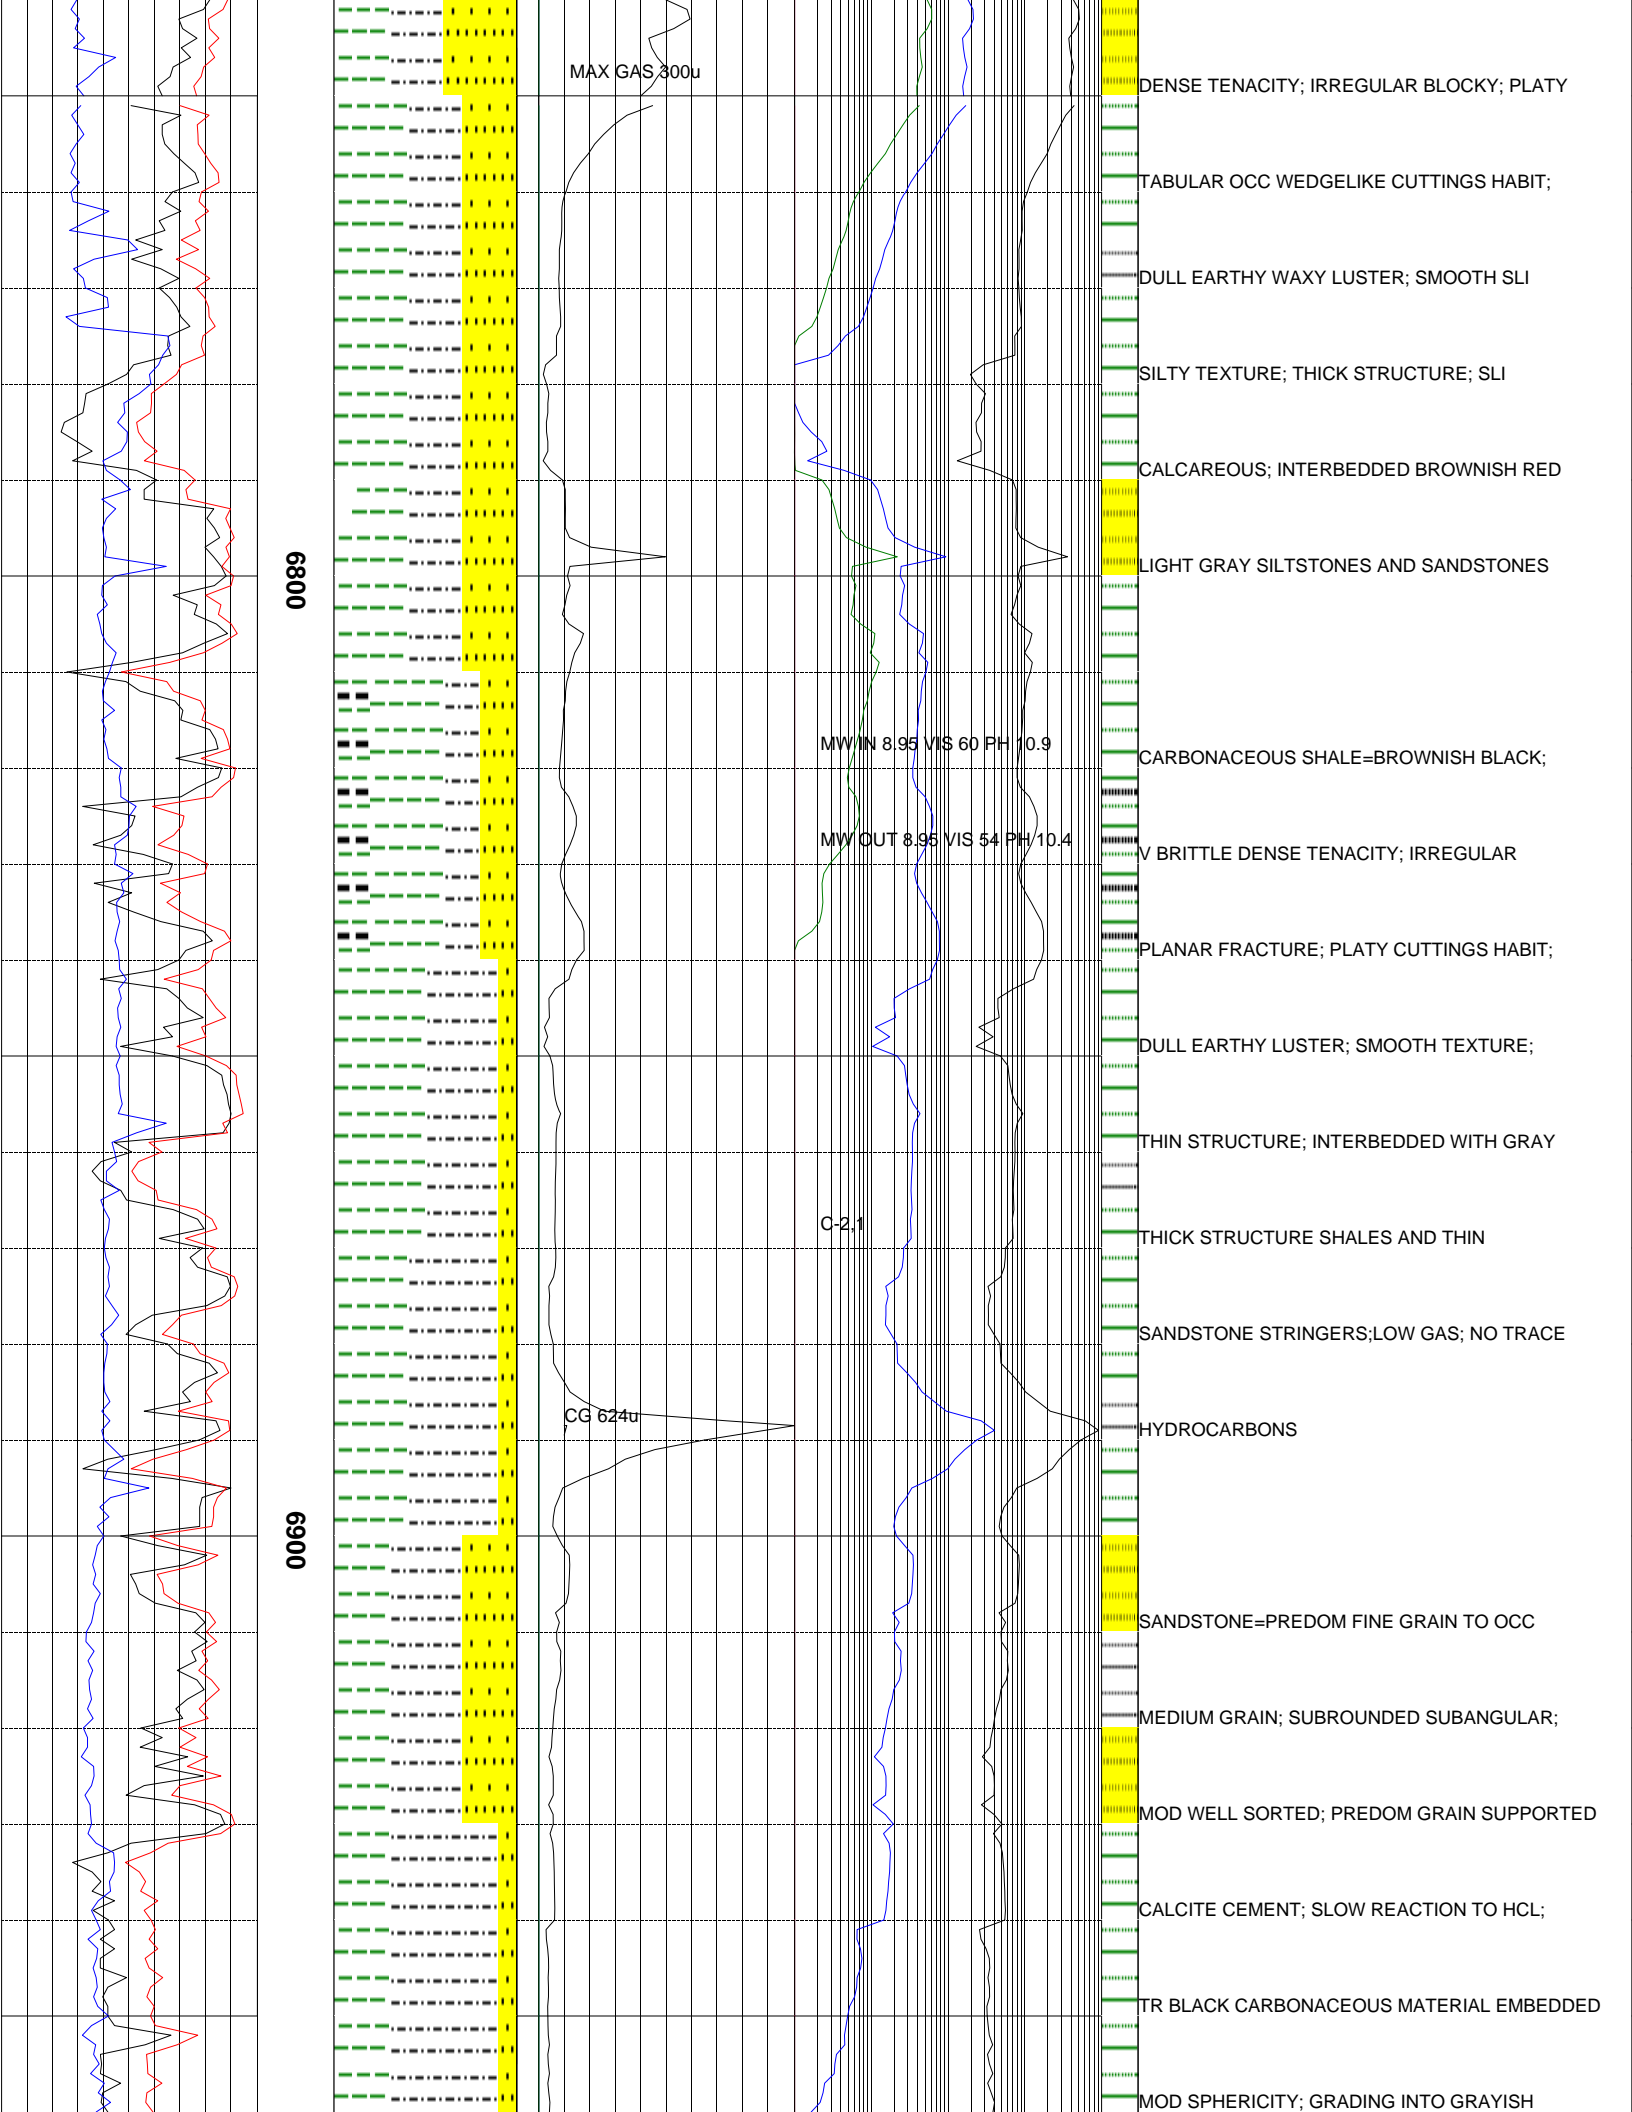 MAX GAS 300u
DENSE TENACITY; IRREGULAR BLOCKY; PLATY
TABULAR OCC WEDGELIKE CUTTINGS HABIT;
DULL EARTHY WAXY LUSTER; SMOOTH SLI
SILTY TEXTURE; THICK STRUCTURE; SLI
CALCAREOUS; INTERBEDDED BROWNISH RED
LIGHT GRAY SILTSTONES AND SANDSTONES
6800
MW IN 8.95 VIS 60 PH 10.9
CARBONACEOUS SHALE=BROWNISH BLACK;
MW OUT 8.95 VIS 54 PH 10.4
V BRITTLE DENSE TENACITY; IRREGULAR
PLANAR FRACTURE; PLATY CUTTINGS HABIT;
DULL EARTHY LUSTER; SMOOTH TEXTURE;
THIN STRUCTURE; INTERBEDDED WITH GRAY
C-2,1
THICK STRUCTURE SHALES AND THIN
SANDSTONE STRINGERS;LOW GAS; NO TRACE
CG 624u
HYDROCARBONS
6900
SANDSTONE=PREDOM FINE GRAIN TO OCC
MEDIUM GRAIN; SUBROUNDED SUBANGULAR;
MOD WELL SORTED; PREDOM GRAIN SUPPORTED
CALCITE CEMENT; SLOW REACTION TO HCL;
TR BLACK CARBONACEOUS MATERIAL EMBEDDED
MOD SPHERICITY; GRADING INTO GRAYISH